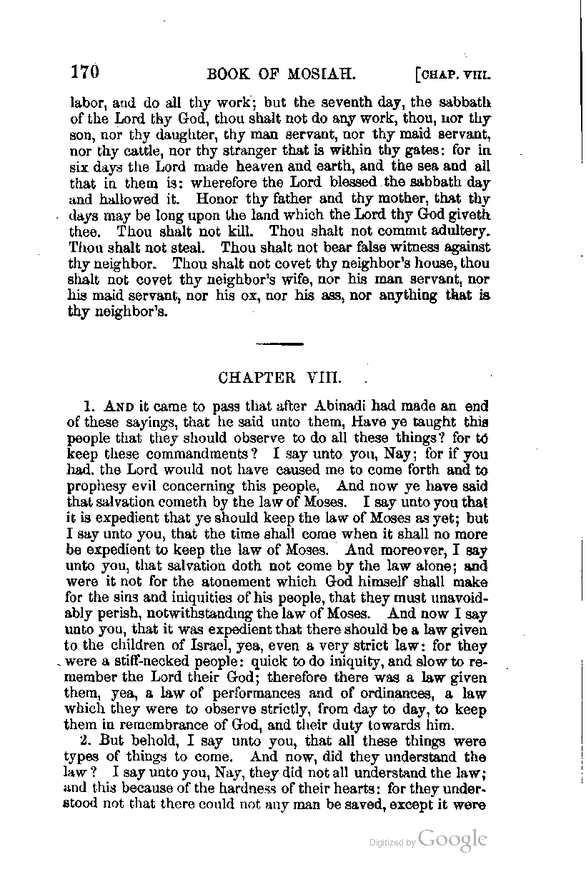 170 BOOK OF MOSIAH. [CHAP. VIII.
labor, and do all thy work; but the seventh day, the sabbath
of the Lord thy God, thou shalt not do any work, thou, nor thy
son, nor thy daughter, thy man servant, nor thy maid servant,
nor thy cattle, nor thy stranger that is within thy gates: for in
six days the Lord made heaven and earth, and the sea and all
that in them is: wherefore the Lord blessed the sabbath day
and hallowed it. Honor thy father and thy mother, that thy
days may be long upon the land which the Lord thy God giveth
thee. Thou shalt not kill. Thou shalt not commit adultery.
Thou shalt not steal. Thou shalt not bear false witness against
thy neighbor. Thou shalt not covet thy neighbor's house, thou
shalt not covet thy neighbor's wife, nor his man servant, nor
his maid servant, nor his ox, nor his ass, nor anything that is
thy neighbor's.
CHAPTER VIII.
1. AND it came to pass that after Abinadi had made an end
of these sayings, that he said unto them, Have ye taught this
people that they should observe to do all these things? for to
keep these commandments? I say unto you, Nay; for if you
had, the Lord would not have caused me to come forth and to
prophesy evil concerning this people, And now ye have said
that salvation cometh by the law of Moses. I say unto you that
it is expedient that ye should keep the law of Moses as yet; but
I say unto you, that the time shall come when it shall no more
be expedient to keep the law of Moses. And moreover, I say
unto you, that salvation doth not come by the law alone; and
were it not for the atonement which God himself shall make
for the sins and iniquities of his people, that they must unavoid-
ably perish, notwithstanding the law of Moses. And now I say
unto you, that it was expedient that there should be a law given
to the children of Israel, yea, even a very strict law: for they
were a stiff-necked people: quick to do iniquity, and slow to re-
member the Lord their God; therefore there was a law given
them, yea, a law of performances and of ordinances, a law
which they were to observe strictly, from day to day, to keep
them in remembrance of God, and their duty towards him.
2. But behold, I say unto you, that all these things were
types of things to come. And now, did they understand the
law? I say unto you, Nay, they did not all understand the law;
and this because of the hardness of their hearts: for they under-
stood not that there could not any man be saved, except it were
Digitized by Google